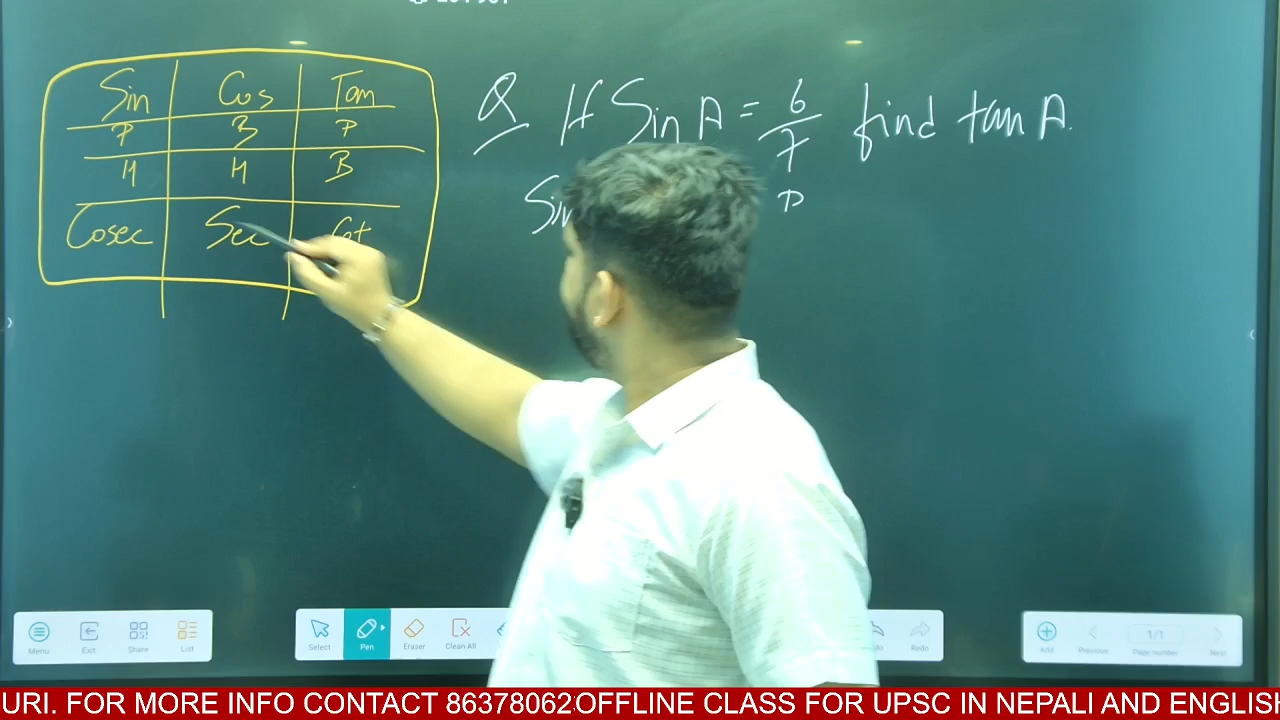 Sin Cos Tan
P B P
H H B
Cosec Sec Cot
Q If Sin A = 6/7 find tan A.
Sin
P
Menu Exit Share List
Select Pen Eraser Clean All
Redo
Add Previous 1/1 Page number Next
URI. FOR MORE INFO CONTACT 86378062 OFFLINE CLASS FOR UPSC IN NEPALI AND ENGLISH